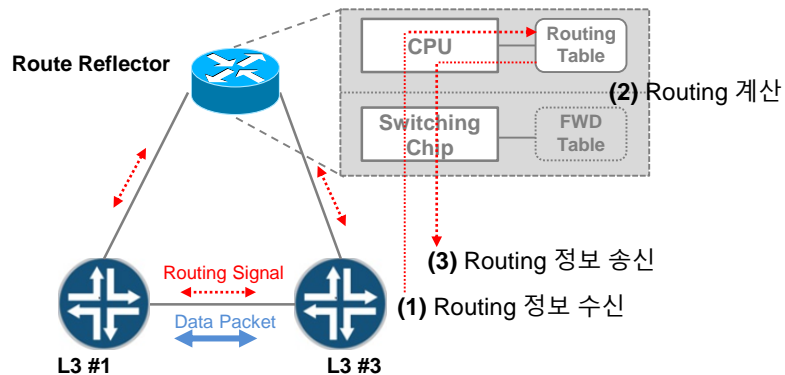 Route Reflector
CPU
Routing
Table
(2) Routing 계산
Switching
Chip
FWD
Table
(3) Routing 정보 송신
Routing Signal
(1) Routing 정보 수신
Data Packet
L3 #1
L3 #3